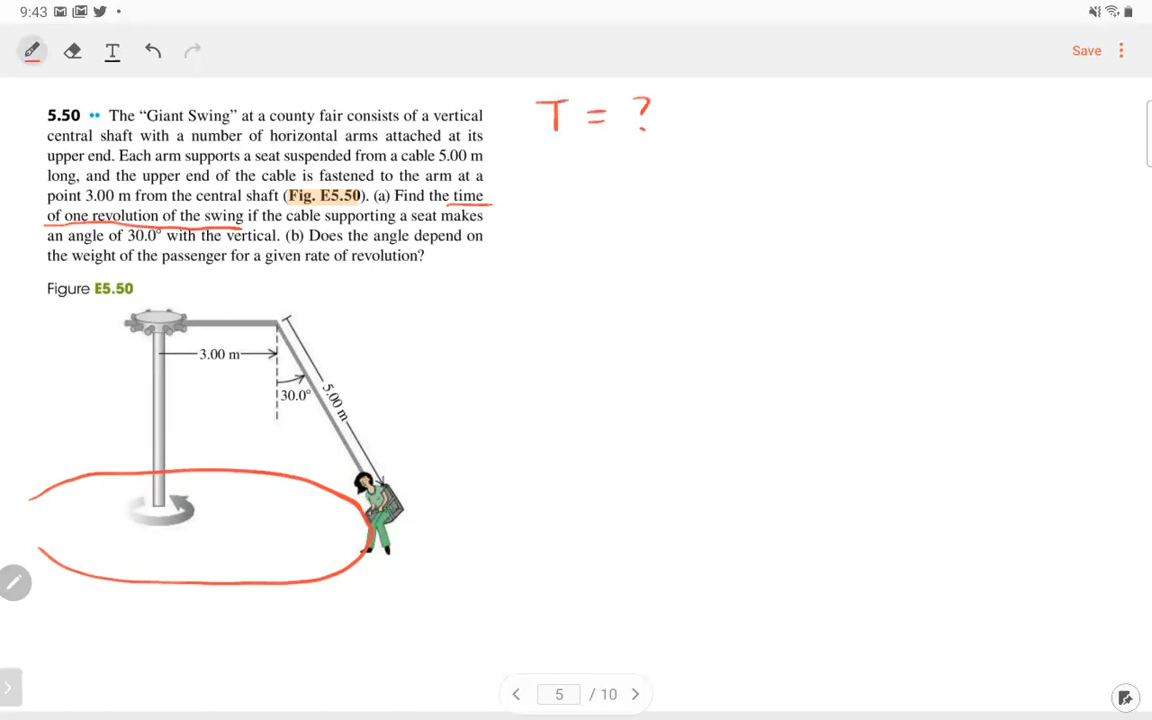 9:43
Save
5.50 •• The “Giant Swing” at a county fair consists of a vertical
central shaft with a number of horizontal arms attached at its
upper end. Each arm supports a seat suspended from a cable 5.00 m
long, and the upper end of the cable is fastened to the arm at a
point 3.00 m from the central shaft (Fig. E5.50). (a) Find the time
of one revolution of the swing if the cable supporting a seat makes
an angle of 30.0° with the vertical. (b) Does the angle depend on
the weight of the passenger for a given rate of revolution?
T = ?
Figure E5.50
3.00 m
30.0°
5.00 m
5 / 10